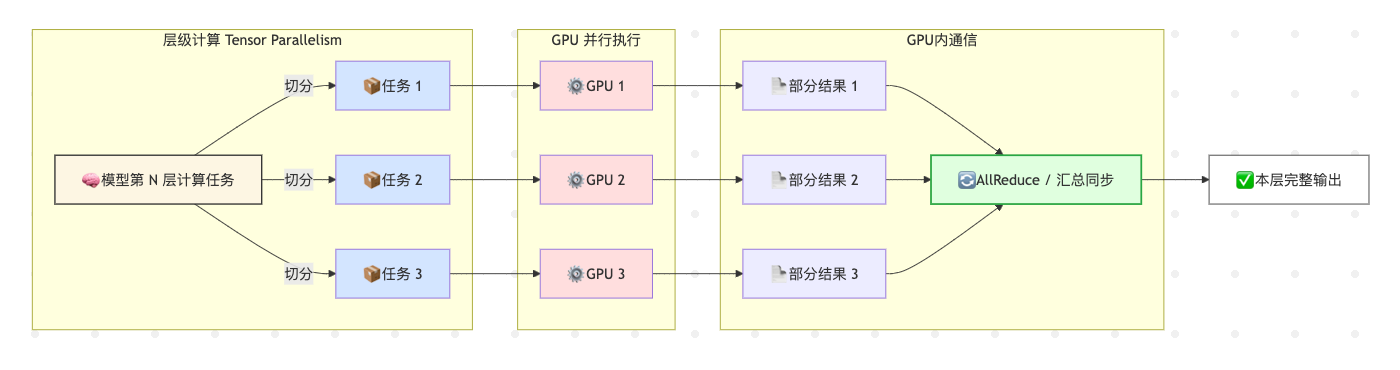 层级计算 Tensor Parallelism
🧠模型第 N 层计算任务
切分
切分
切分
📦任务 1
📦任务 2
📦任务 3
GPU 并行执行
⚙️GPU 1
⚙️GPU 2
⚙️GPU 3
GPU内通信
📄部分结果 1
📄部分结果 2
📄部分结果 3
🔄AllReduce / 汇总同步
✅本层完整输出